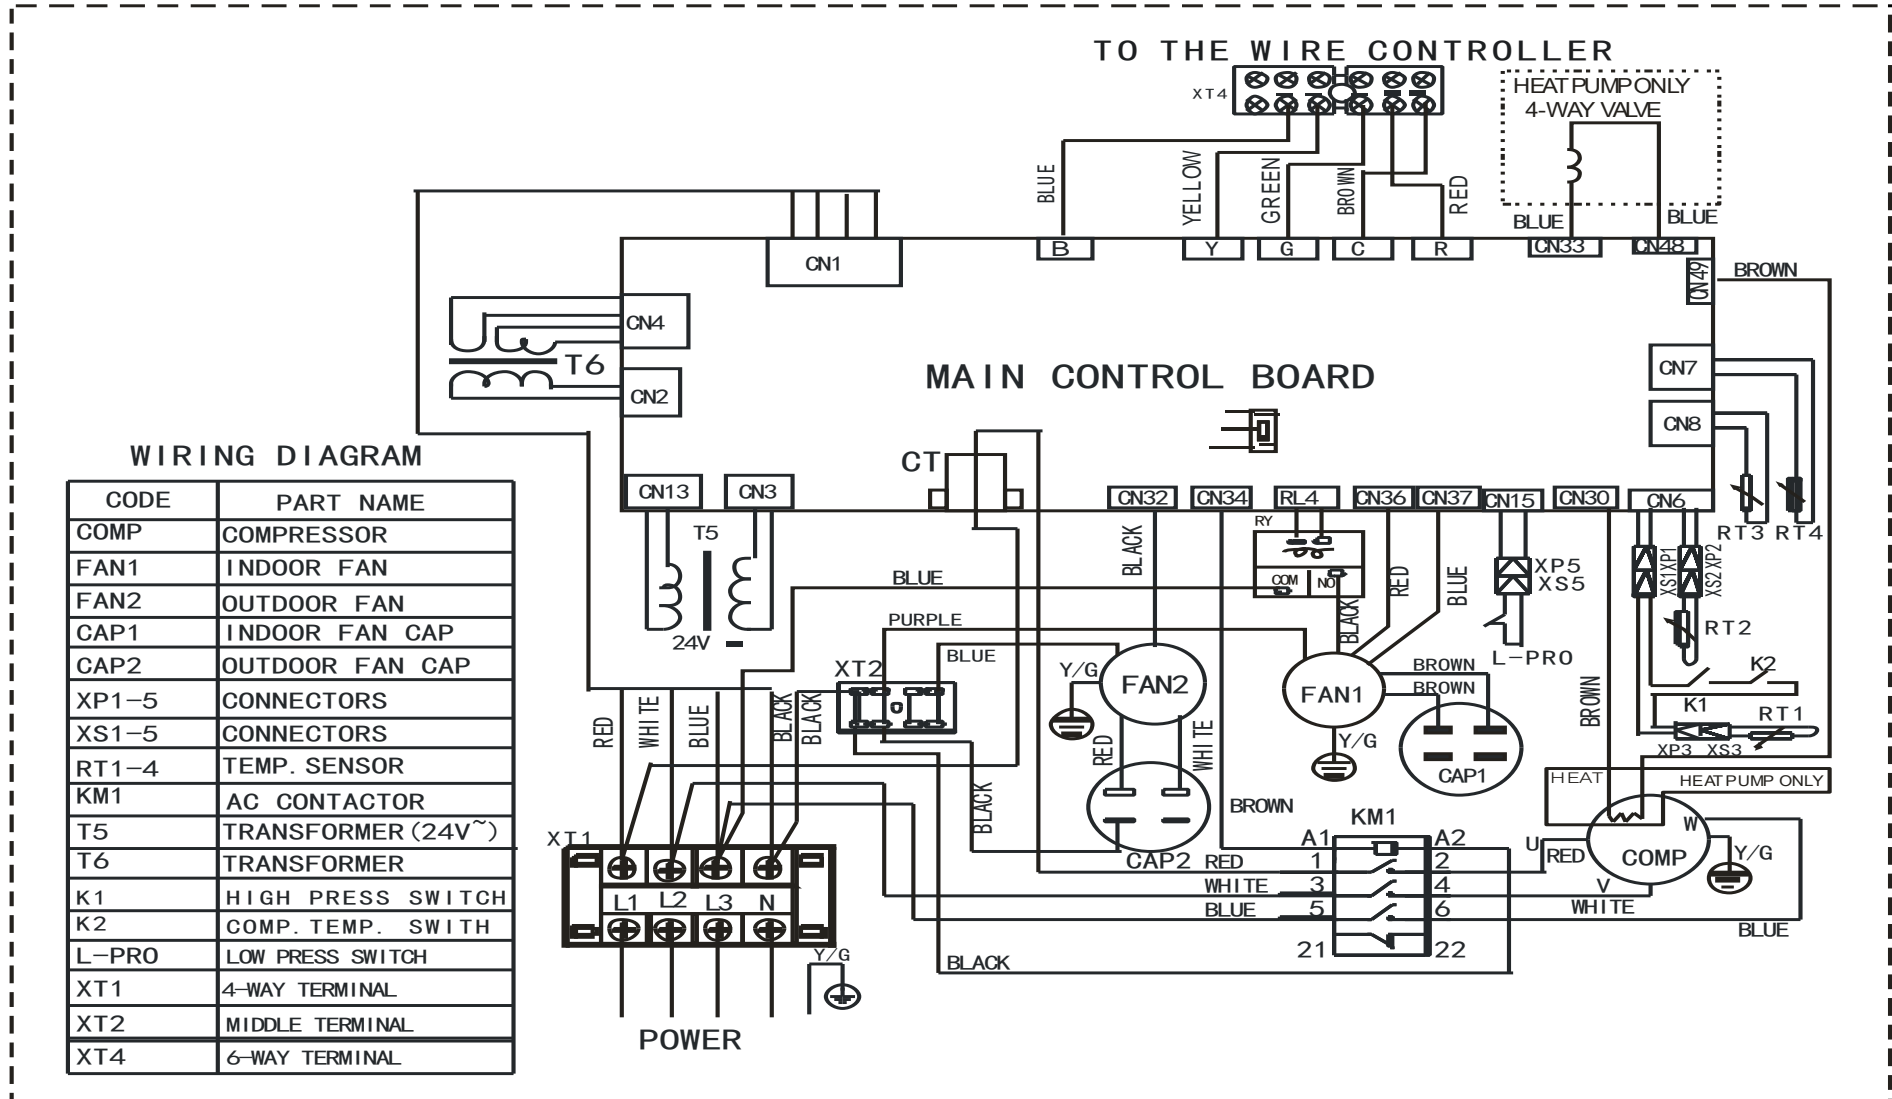 TO THE WIRE CONTROLLER
XT4
HEAT PUMP ONLY
4-WAY VALVE
BLUE
YELLOW
GREEN
BROWN
RED
BLUE
BLUE
B
Y
G
C
R
CN33
CN48
CN49
BROWN
CN1
CN4
T6
CN2
CN7
CN8
MAIN CONTROL BOARD
WIRING DIAGRAM
CODE PART NAME
COMP COMPRESSOR
FAN1 INDOOR FAN
FAN2 OUTDOOR FAN
CAP1 INDOOR FAN CAP
CAP2 OUTDOOR FAN CAP
XP1-5 CONNECTORS
XS1-5 CONNECTORS
RT1-4 TEMP. SENSOR
KM1 AC CONTACTOR
T5 TRANSFORMER (24V~)
T6 TRANSFORMER
K1 HIGH PRESS SWITCH
K2 COMP. TEMP. SWITH
L-PRO LOW PRESS SWITCH
XT1 4-WAY TERMINAL
XT2 MIDDLE TERMINAL
XT4 6-WAY TERMINAL
CT
CN13
CN3
CN32
CN34
RL4
CN36
CN37
CN15
CN30
CN6
T5
24V
RY
COM
NO
BLACK
BLUE
RED
BLUE
BLACK
XP5
XS5
L-PRO
XS1 XP1
XS2 XP2
RT3
RT4
RT2
K2
K1
RT1
XP3
XS3
PURPLE
BLUE
XT2
Y/G
FAN2
FAN1
BROWN
BROWN
CAP1
Y/G
BROWN
RED
WHITE
BLUE
BLACK
BLACK
RED
WHITE
BLACK
CAP2
BROWN
HEAT
HEAT PUMP ONLY
KM1
A1
A2
1
2
3
4
5
6
21
22
RED
WHITE
BLUE
BLACK
U
RED
V
WHITE
W
BLUE
COMP
Y/G
XT1
L1
L2
L3
N
Y/G
POWER